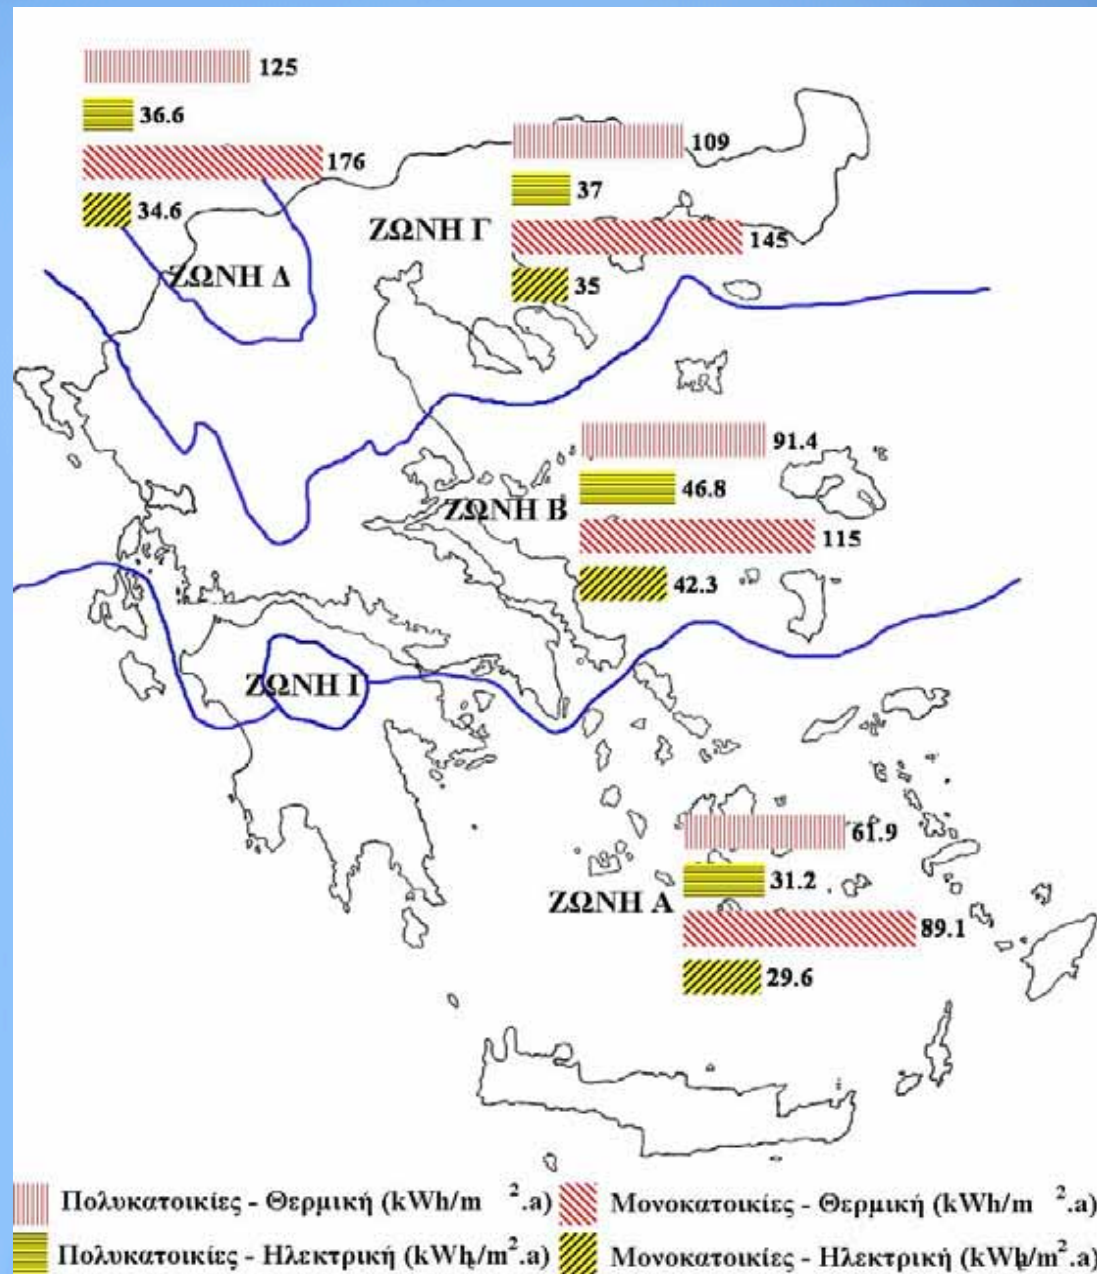 125
36.6
176
34.6
109
37
145
35
ΖΩΝΗ Γ
ΖΩΝΗ Δ
91.4
46.8
115
42.3
ΖΩΝΗ Β
ΖΩΝΗ Ι
61.9
31.2
89.1
29.6
ΖΩΝΗ Α
Πολυκατοικίες - Θερμική (kWh/m 2.a)
Μονοκατοικίες - Θερμική (kWh/m 2.a)
Πολυκατοικίες - Ηλεκτρική (kWh/m2.a)
Μονοκατοικίες - Ηλεκτρική (kWh/m2.a)